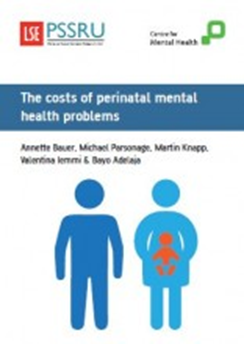 LSE PSSRU
Centre for
Mental Health
The costs of perinatal mental
health problems
Annette Bauer, Michael Parsonage, Martin Knapp,
Valentina Iemmi & Bayo Adelaja